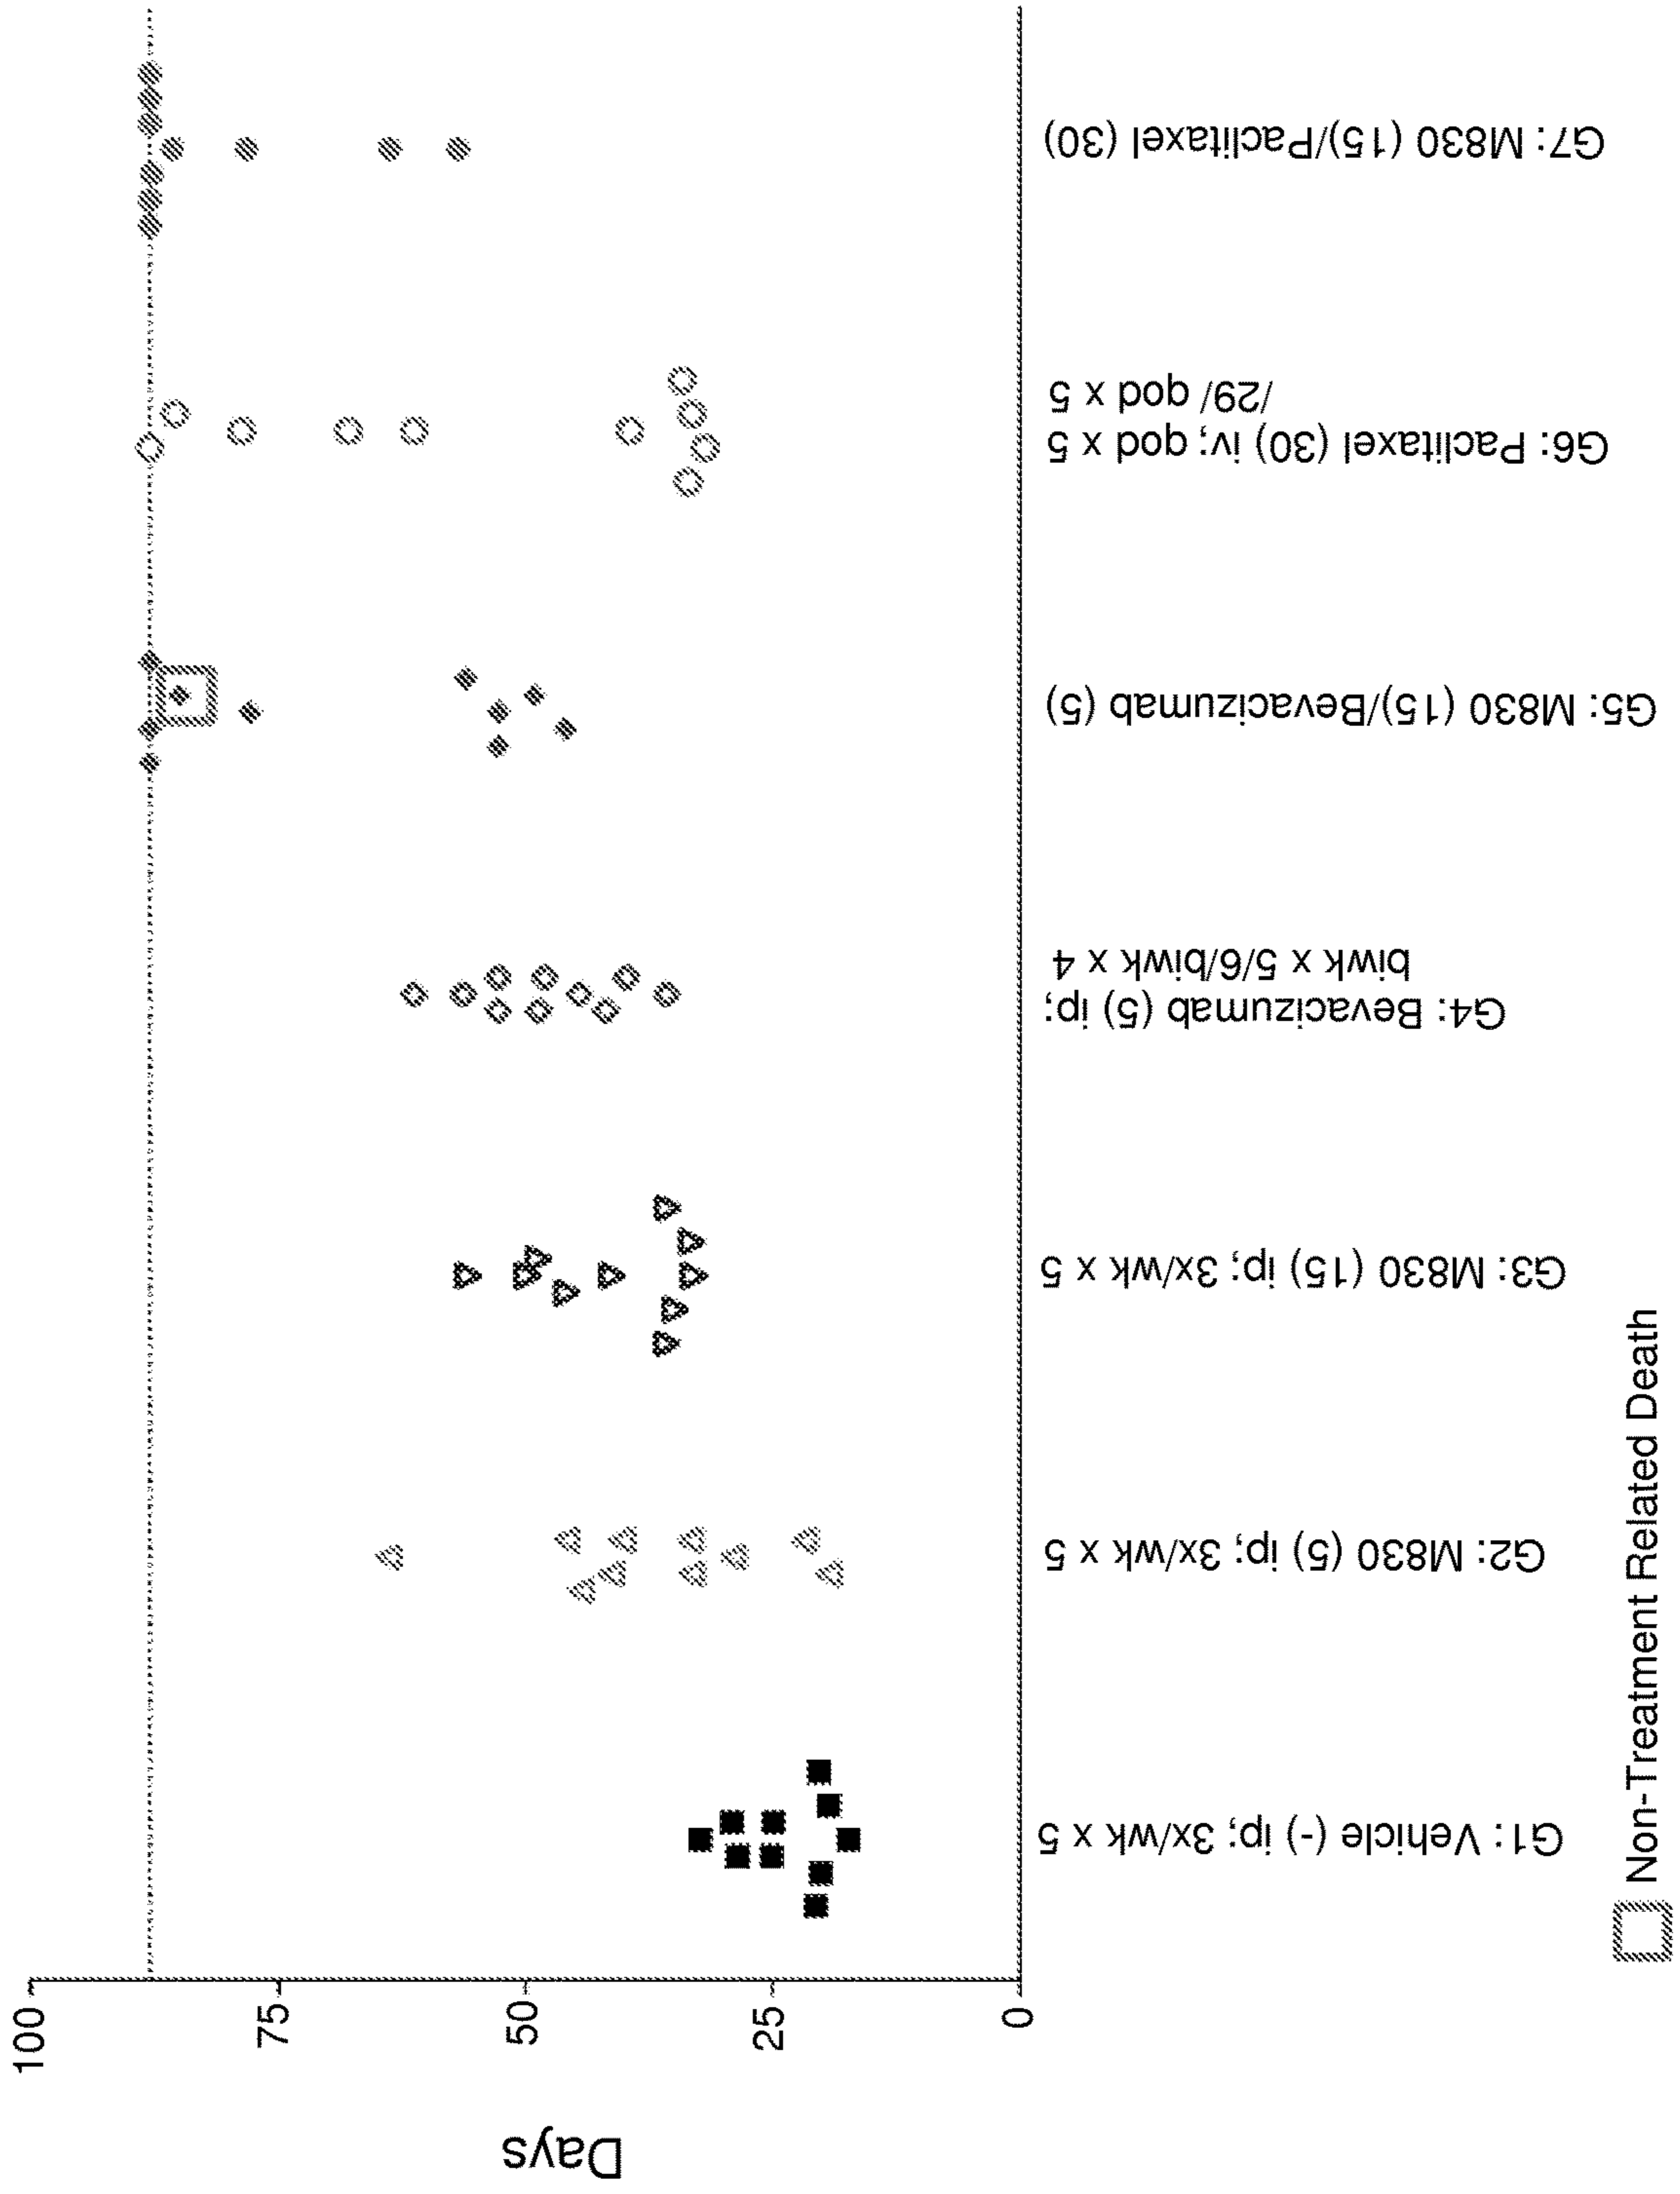 Days
100
75
50
25
0
G1: Vehicle (-) ip; 3x/wk x 5
G2: M830 (5) ip; 3x/wk x 5
G3: M830 (15) ip; 3x/wk x 5
G4: Bevacizumab (5) ip;
biwk x 5/6/biwk x 4
G5: M830 (15)/Bevacizumab (5)
G6: Paclitaxel (30) iv; qod x 5
/29/ qod x 5
G7: M830 (15)/Paclitaxel (30)
Non-Treatment Related Death